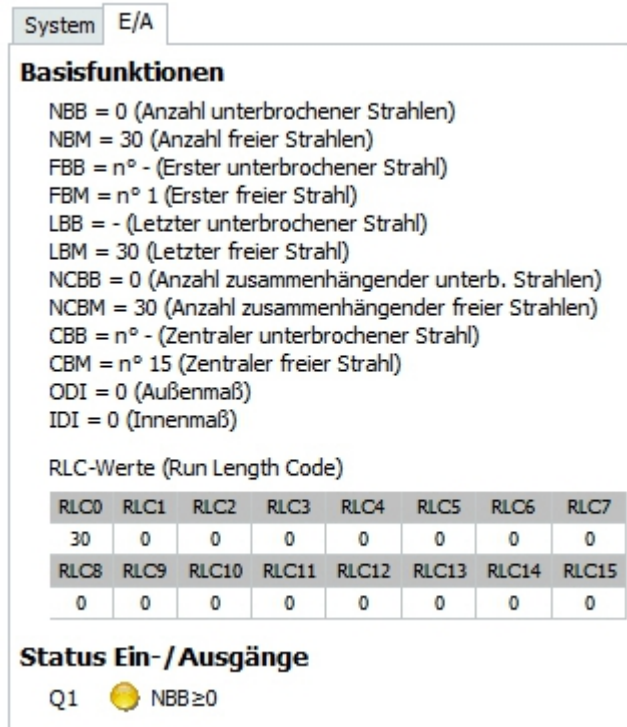 System E/A
Basisfunktionen
NBB = 0 (Anzahl unterbrochener Strahlen)
NBM = 30 (Anzahl freier Strahlen)
FBB = n° - (Erster unterbrochener Strahl)
FBM = n° 1 (Erster freier Strahl)
LBB = - (Letzter unterbrochener Strahl)
LBM = 30 (Letzter freier Strahl)
NCBB = 0 (Anzahl zusammenhängender unterb. Strahlen)
NCBM = 30 (Anzahl zusammenhängender freier Strahlen)
CBB = n° - (Zentraler unterbrochener Strahl)
CBM = n° 15 (Zentraler freier Strahl)
ODI = 0 (Außenmaß)
IDI = 0 (Innenmaß)
RLC-Werte (Run Length Code)
RLC0 RLC1 RLC2 RLC3 RLC4 RLC5 RLC6 RLC7
30 0 0 0 0 0 0 0
RLC8 RLC9 RLC10 RLC11 RLC12 RLC13 RLC14 RLC15
0 0 0 0 0 0 0 0
Status Ein-/Ausgänge
Q1 NBB≥0